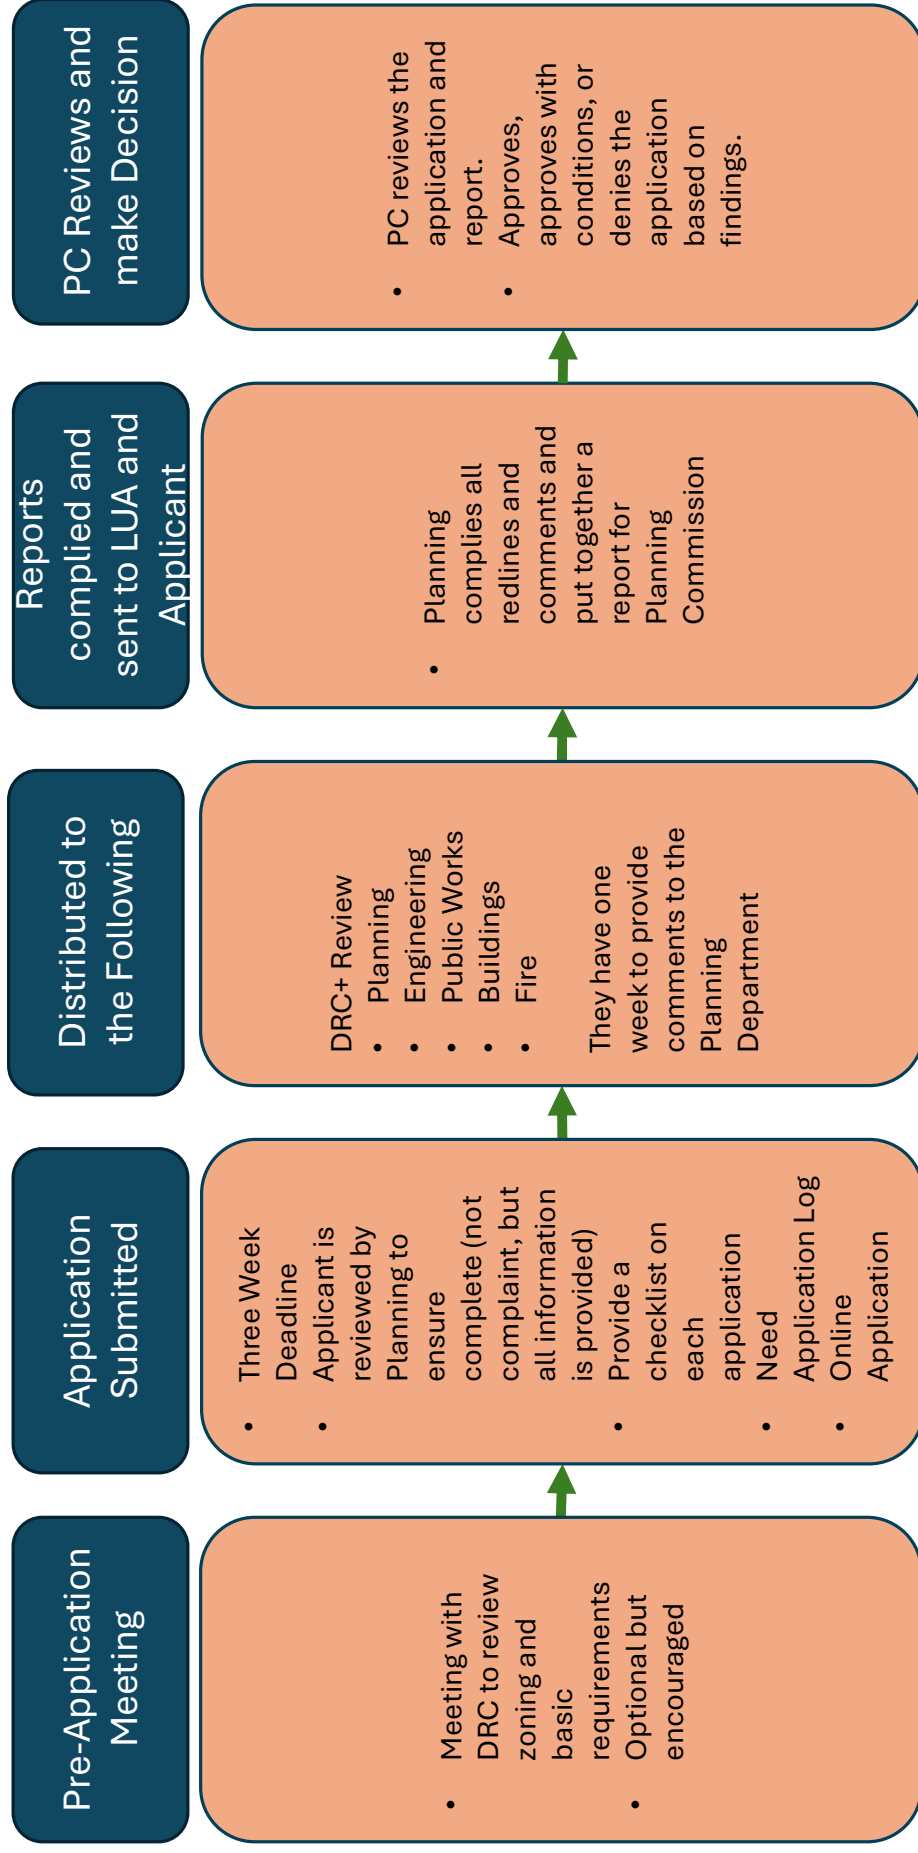 Pre-Application
Meeting
• Meeting with
DRC to review
zoning and
basic
requirements
• Optional but
encouraged
Application
Submitted
• Three Week
Deadline
• Applicant is
reviewed by
Planning to
ensure
complete (not
complaint, but
all information
is provided)
• Provide a
checklist on
each
application
• Need
Application Log
• Online
Application
Distributed to
the Following
DRC+ Review
• Planning
• Engineering
• Public Works
• Buildings
• Fire
They have one
week to provide
comments to the
Planning
Department
Reports
complied and
sent to LUA and
Applicant
• Planning
complies all
redlines and
comments and
put together a
report for
Planning
Commission
PC Reviews and
make Decision
• PC reviews the
application and
report.
• Approves,
approves with
conditions, or
denies the
application
based on
findings.